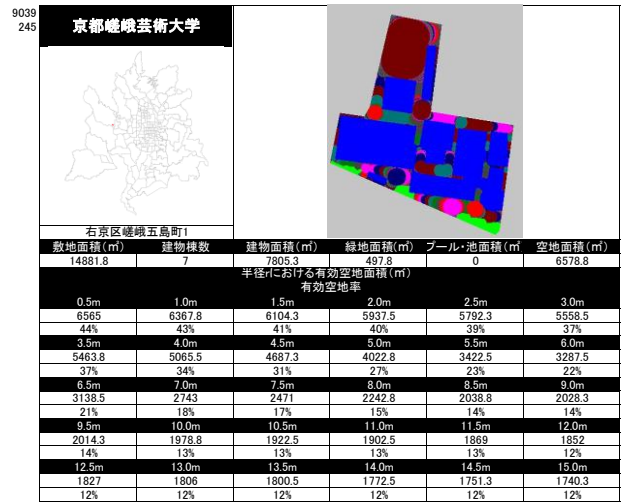 9039
245
京都嵯峨芸術大学
右京区嵯峨五島町1
敷地面積(㎡) 建物棟数 建物面積(㎡) 緑地面積(㎡) プール・池面積(㎡ 空地面積(㎡)
14881.8 7 7805.3 497.8 0 6578.8
半径rにおける有効空地面積(㎡)
有効空地率
0.5m 1.0m 1.5m 2.0m 2.5m 3.0m
6565 6367.8 6104.3 5937.5 5792.3 5558.5
44% 43% 41% 40% 39% 37%
3.5m 4.0m 4.5m 5.0m 5.5m 6.0m
5463.8 5065.5 4687.3 4022.8 3422.5 3287.5
37% 34% 31% 27% 23% 22%
6.5m 7.0m 7.5m 8.0m 8.5m 9.0m
3138.5 2743 2471 2242.8 2038.8 2028.3
21% 18% 17% 15% 14% 14%
9.5m 10.0m 10.5m 11.0m 11.5m 12.0m
2014.3 1978.8 1922.5 1902.5 1869 1852
14% 13% 13% 13% 13% 12%
12.5m 13.0m 13.5m 14.0m 14.5m 15.0m
1827 1806 1800.5 1772.5 1751.3 1740.3
12% 12% 12% 12% 12% 12%